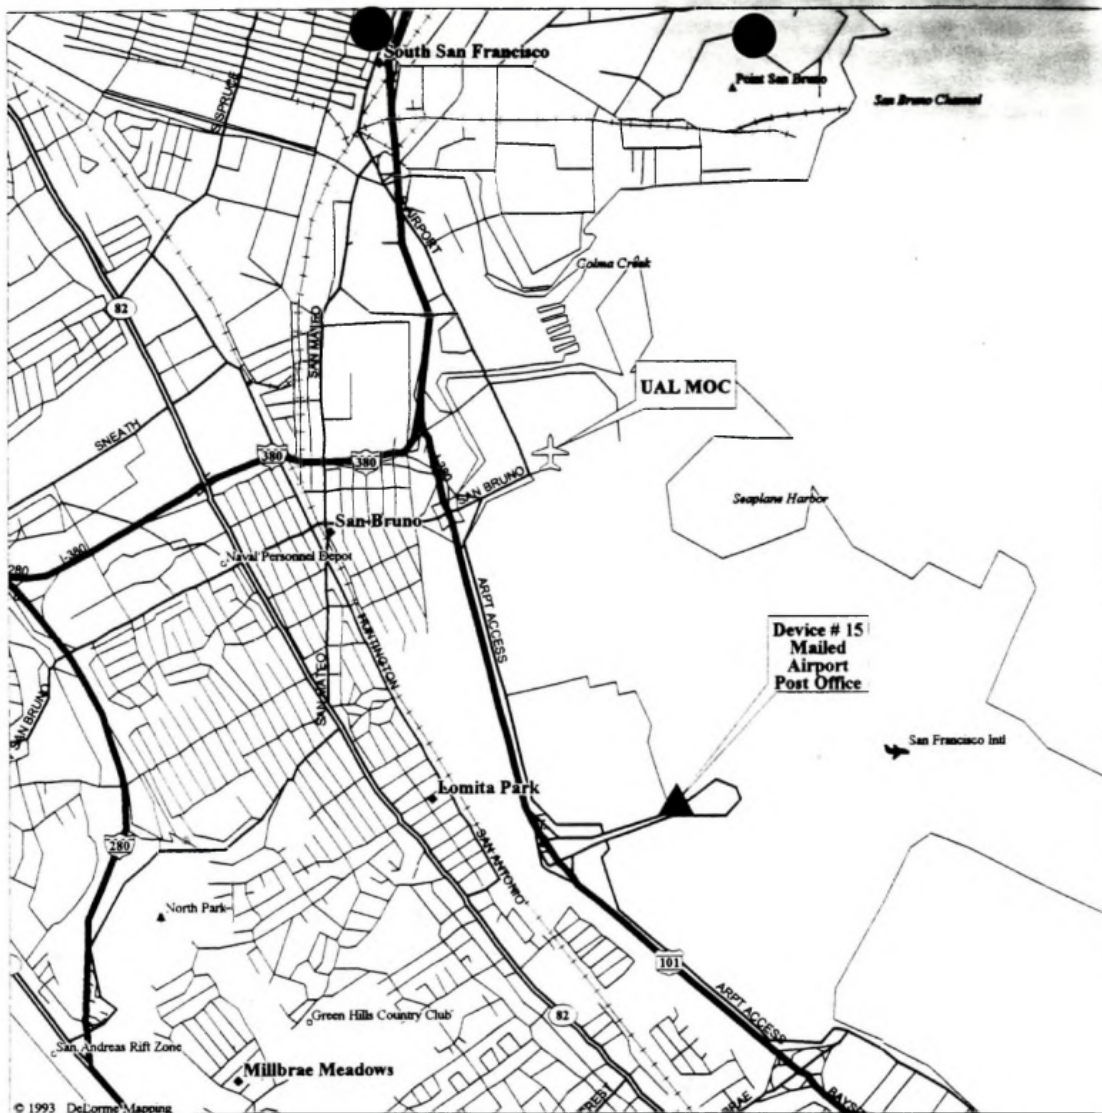 South San Francisco
Point San Bruno
San Bruno Channel
S SPRUCE
AIRPORT
Colma Creek
82
SAN MATEO
UAL MOC
SNEATH
380
380
I-380
SAN BRUNO
Seaplane Harbor
San Bruno
Naval Personnel Depot
I-380
280
ARPT ACCESS
HUNTINGTON
Device # 15
Mailed
Airport
Post Office
SAN MATEO
SAN BRUNO
San Francisco Intl
Lomita Park
280
SAN ANTONIO
North Park
101
ARPT ACCESS
Green Hills Country Club
82
San Andreas Rift Zone
Millbrae Meadows
© 1993 DeLorme Mapping